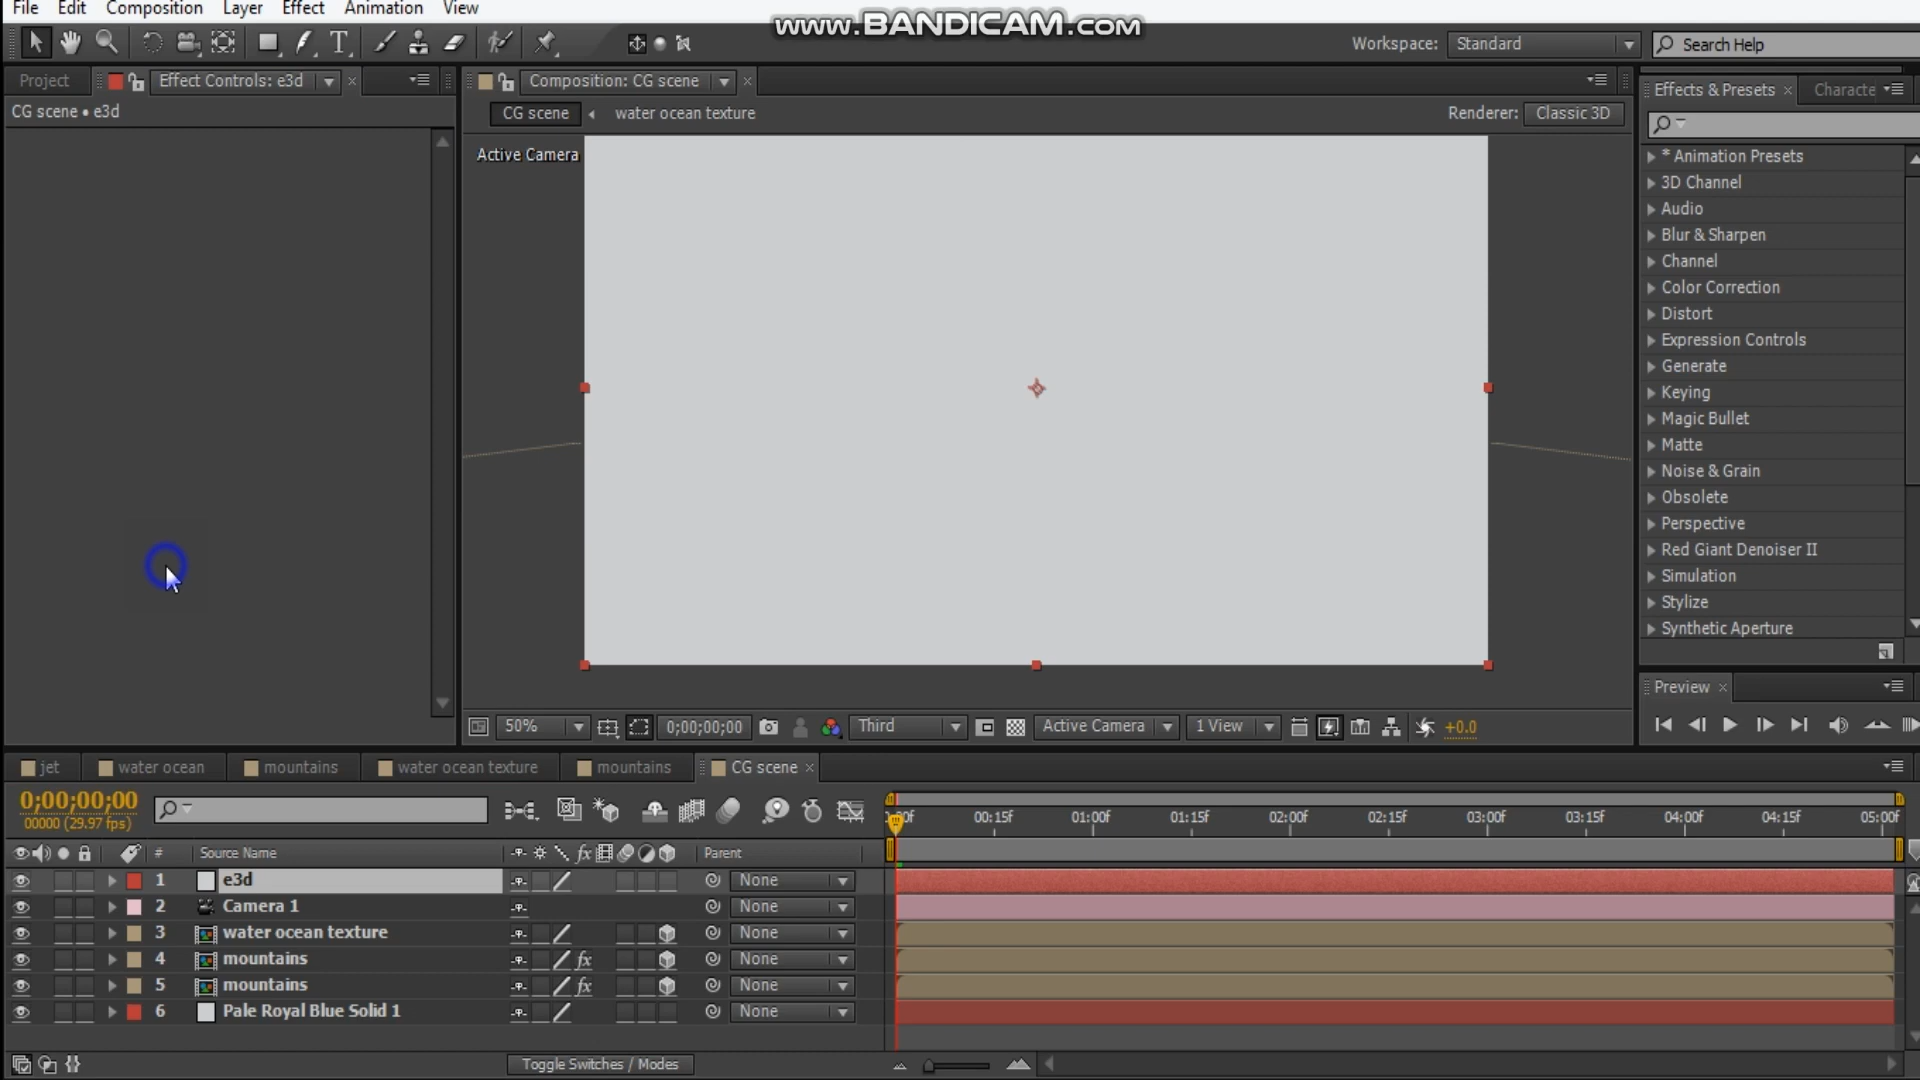 File Edit Composition Layer Effect Animation View
www.BANDICAM.com
Workspace: Standard
Search Help
Project
Effect Controls: e3d
Composition: CG scene
Effects & Presets
Characte
CG scene • e3d
CG scene
water ocean texture
Renderer: Classic 3D
Active Camera
* Animation Presets
3D Channel
Audio
Blur & Sharpen
Channel
Color Correction
Distort
Expression Controls
Generate
Keying
Magic Bullet
Matte
Noise & Grain
Obsolete
Perspective
Red Giant Denoiser II
Simulation
Stylize
Synthetic Aperture
Preview
50%
0;00;00;00
Third
Active Camera
1 View
+0.0
jet
water ocean
mountains
water ocean texture
mountains
CG scene
0;00;00;00
00000 (29.97 fps)
00f 00:15f 01:00f 01:15f 02:00f 02:15f 03:00f 03:15f 04:00f 04:15f 05:00f
# Source Name fx Parent
1 e3d None
2 Camera 1 None
3 water ocean texture None
4 mountains fx None
5 mountains fx None
6 Pale Royal Blue Solid 1 None
Toggle Switches / Modes